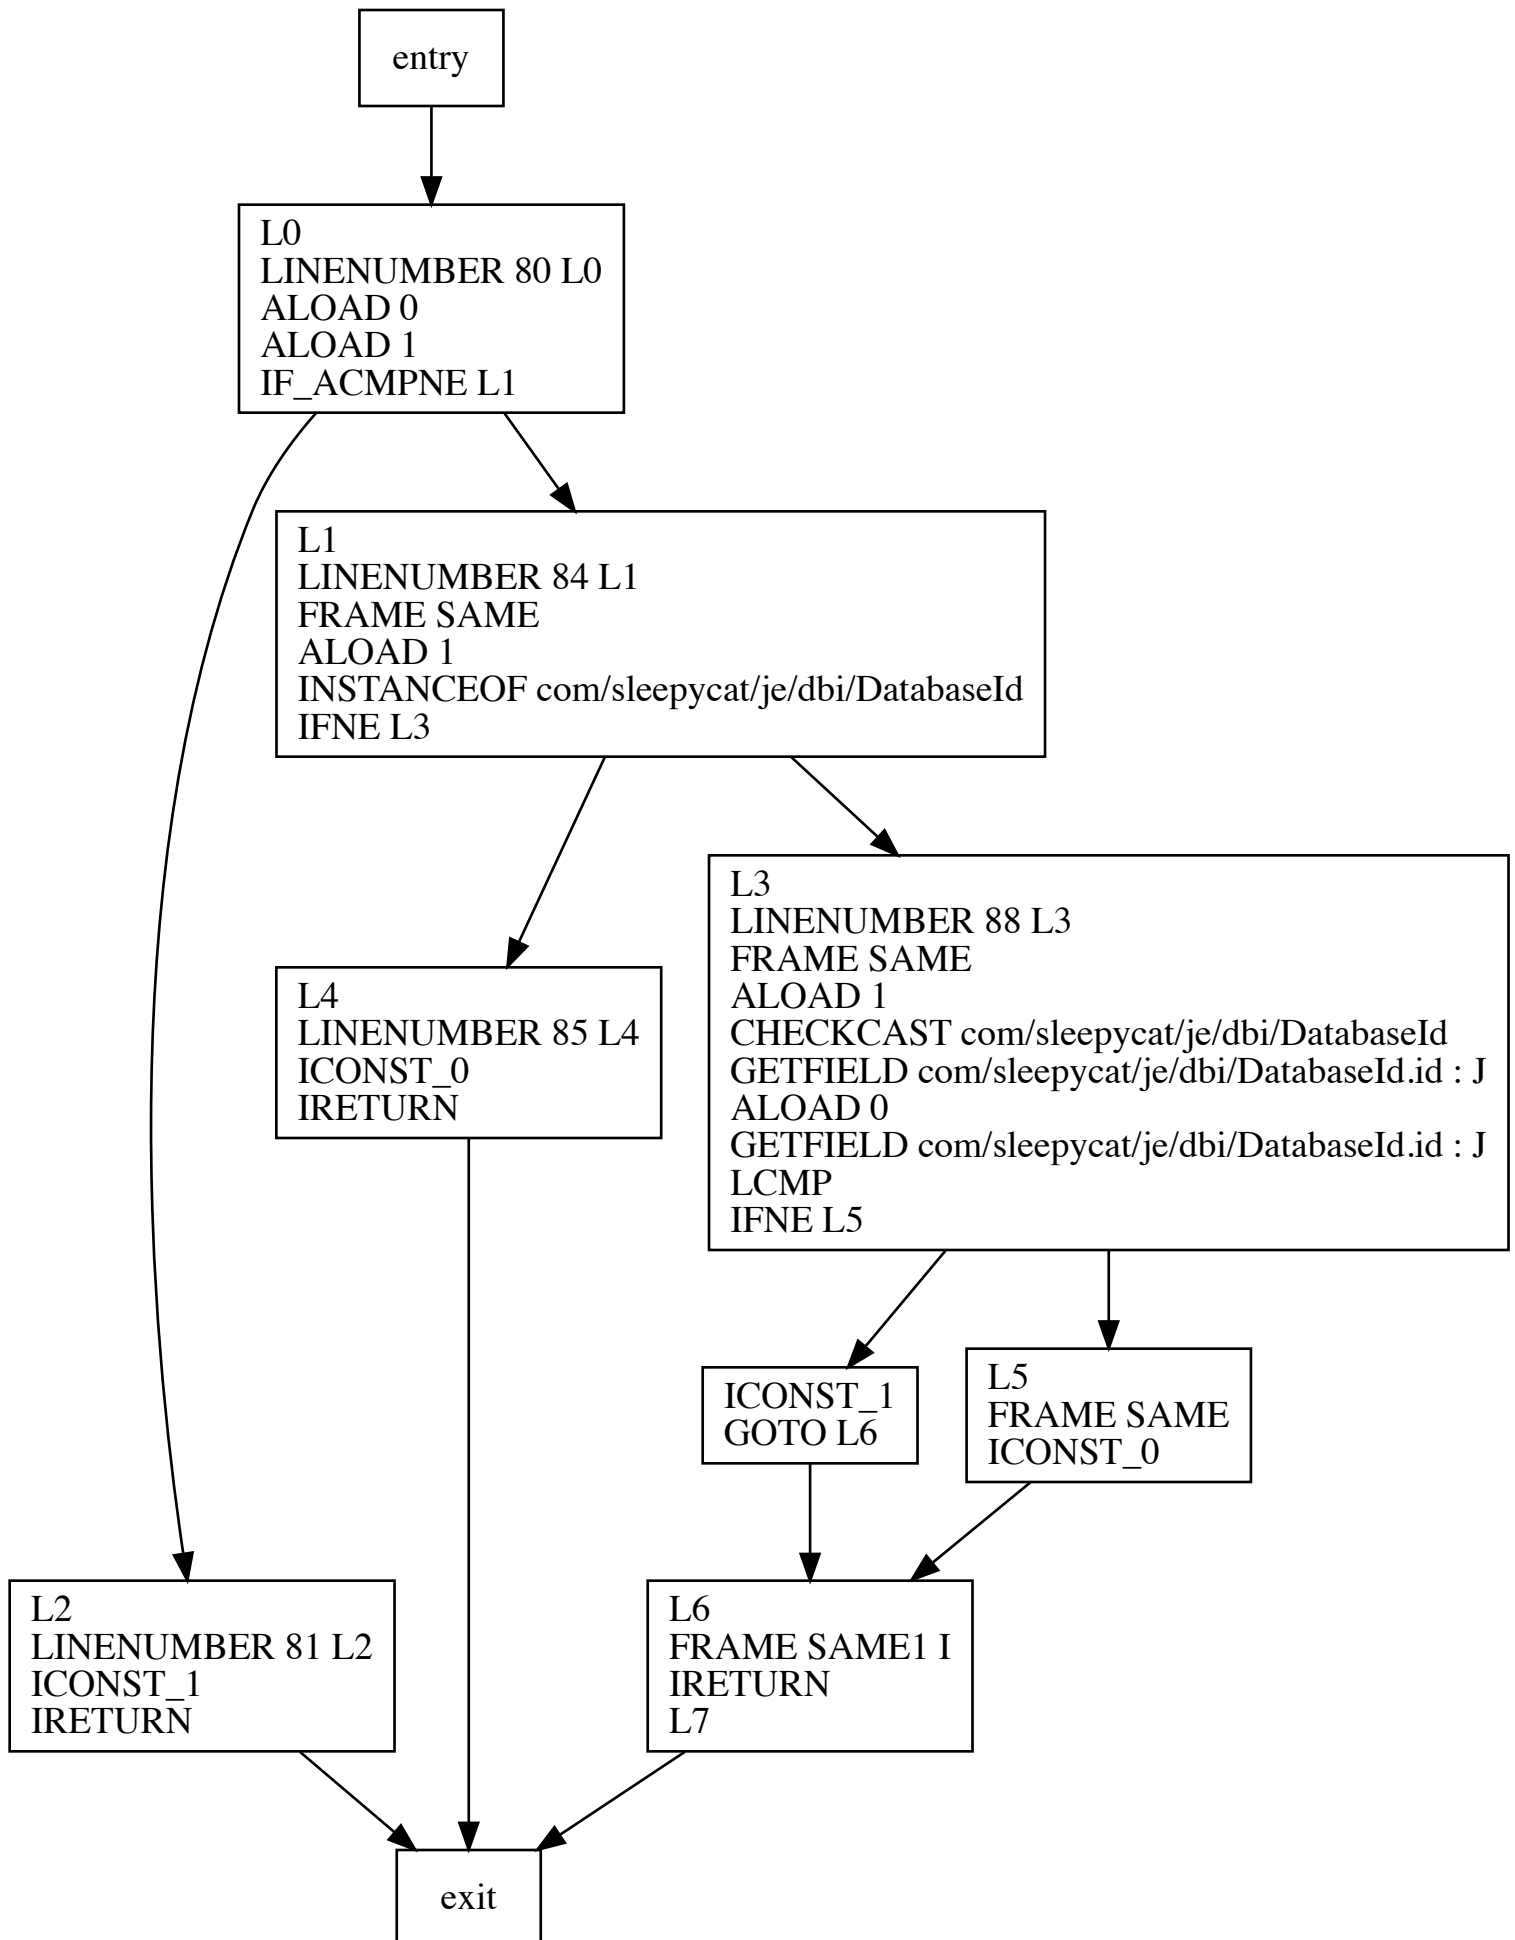 entry
L0
LINENUMBER 80 L0
ALOAD 0
ALOAD 1
IF_ACMPNE L1
L1
LINENUMBER 84 L1
FRAME SAME
ALOAD 1
INSTANCEOF com/sleepycat/je/dbi/DatabaseId
IFNE L3
L3
LINENUMBER 88 L3
FRAME SAME
ALOAD 1
CHECKCAST com/sleepycat/je/dbi/DatabaseId
GETFIELD com/sleepycat/je/dbi/DatabaseId.id : J
ALOAD 0
GETFIELD com/sleepycat/je/dbi/DatabaseId.id : J
LCMP
IFNE L5
L4
LINENUMBER 85 L4
ICONST_0
IRETURN
ICONST_1
GOTO L6
L5
FRAME SAME
ICONST_0
L2
LINENUMBER 81 L2
ICONST_1
IRETURN
L6
FRAME SAME1 I
IRETURN
L7
exit